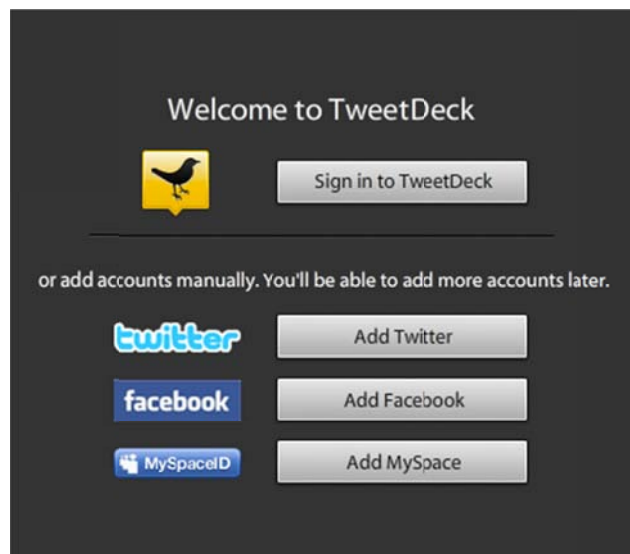 Welcome to TweetDeck
Sign in to TweetDeck
or add accounts manually. You'll be able to add more accounts later.
twitter Add Twitter
facebook Add Facebook
MySpaceID Add MySpace